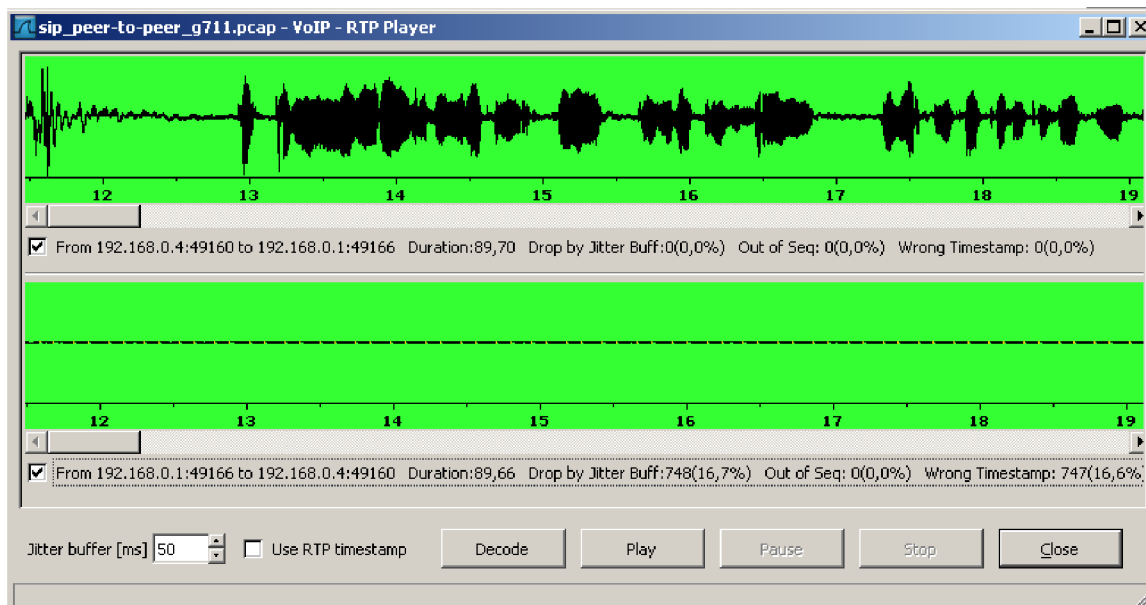 sip_peer-to-peer_g711.pcap - VoIP - RTP Player
12 13 14 15 16 17 18 19
From 192.168.0.4:49160 to 192.168.0.1:49166 Duration:89,70 Drop by Jitter Buff:0(0,0%) Out of Seq: 0(0,0%) Wrong Timestamp: 0(0,0%)
12 13 14 15 16 17 18 19
From 192.168.0.1:49166 to 192.168.0.4:49160 Duration:89,66 Drop by Jitter Buff:748(16,7%) Out of Seq: 0(0,0%) Wrong Timestamp: 747(16,6%
Jitter buffer [ms] 50 Use RTP timestamp Decode Play Pause Stop Close